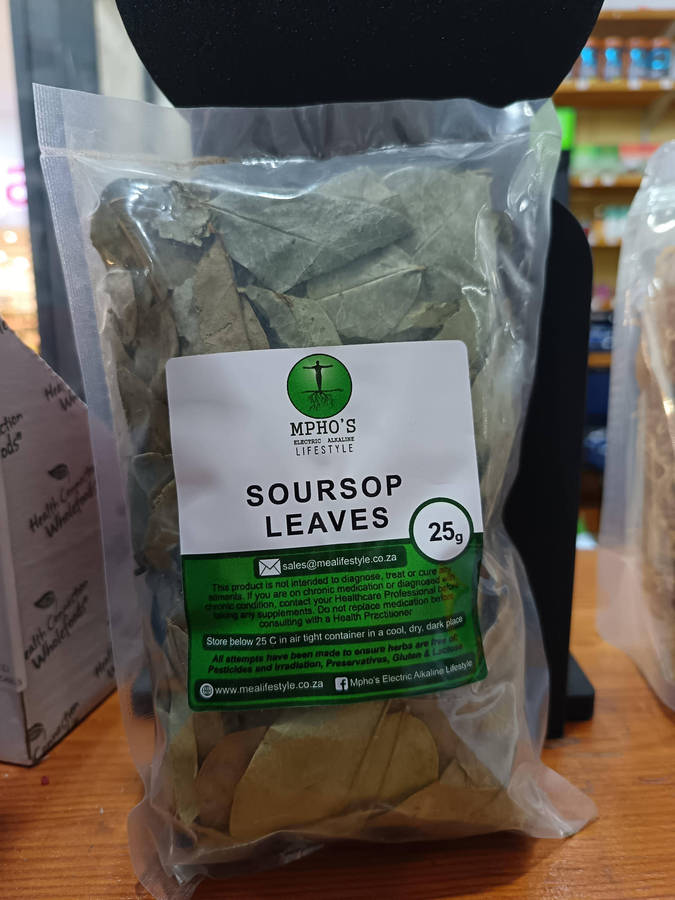 MPHO'S
ELECTRIC ALKALINE
LIFESTYLE
SOURSOP
LEAVES
25g
sales@mealifestyle.co.za
This product is not intended to diagnose, treat or cure any
ailments. If you are on chronic medication or diagnosed with
chronic condition, contact your Healthcare Professional before
taking any supplements. Do not replace medication before
consulting with a Health Practitioner
Store below 25 C in air tight container in a cool, dry, dark place
All attempts have been made to ensure herbs are free of:
Pesticides and Irradiation, Preservatives, Gluten & Lactose
www.mealifestyle.co.za
Mpho's Electric Alkaline Lifestyle
Health Connection
Wholefoods
Wholefoods